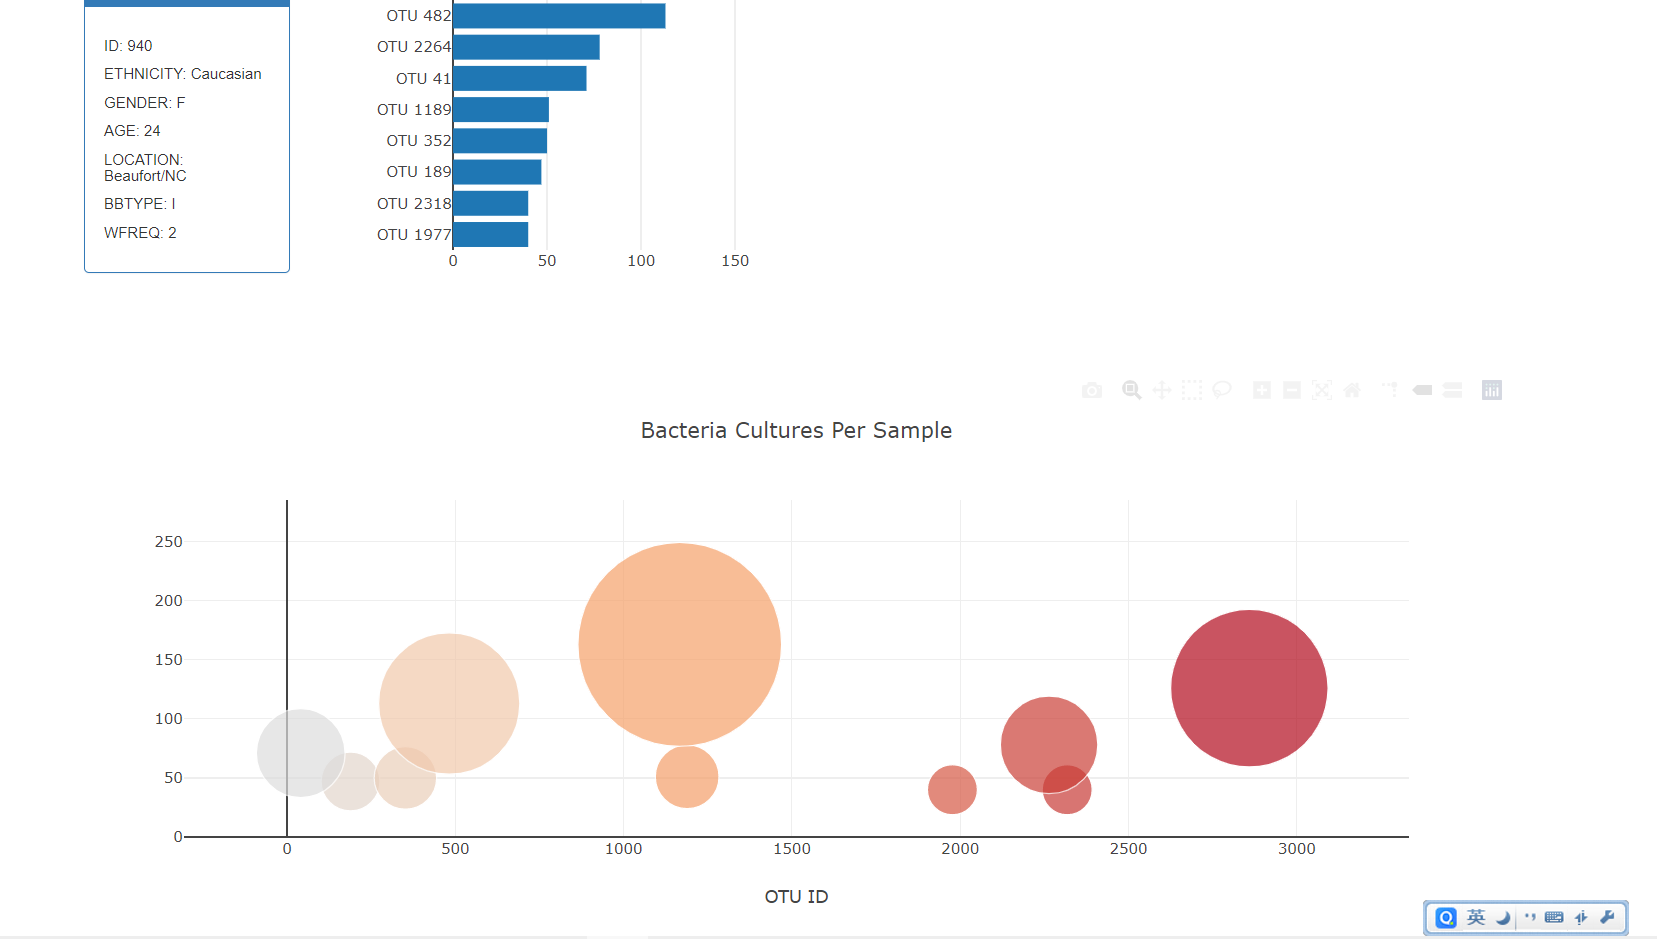 ID: 940
ETHNICITY: Caucasian
GENDER: F
AGE: 24
LOCATION:
Beaufort/NC
BBTYPE: I
WFREQ: 2
OTU 482
OTU 2264
OTU 41
OTU 1189
OTU 352
OTU 189
OTU 2318
OTU 1977
0 50 100 150
Bacteria Cultures Per Sample
250
200
150
100
50
0
0 500 1000 1500 2000 2500 3000
OTU ID
英